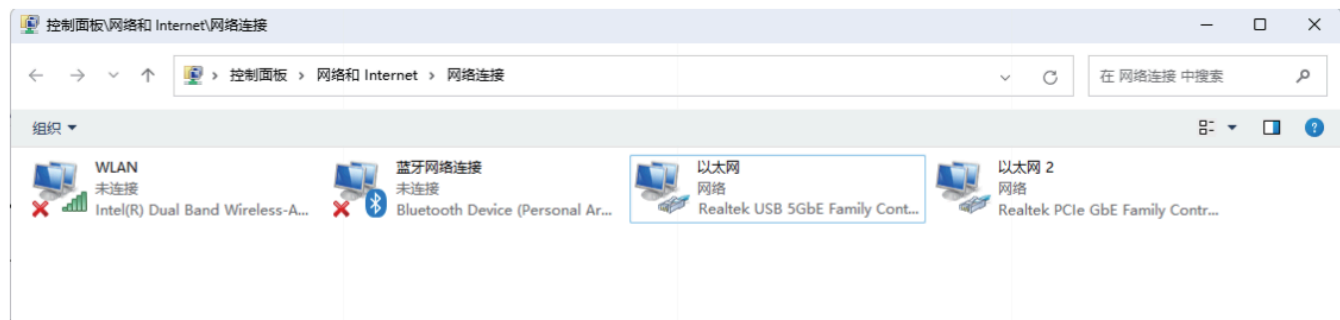 控制面板\网络和 Internet\网络连接
控制面板 › 网络和 Internet › 网络连接
在 网络连接 中搜索
组织
WLAN
未连接
Intel(R) Dual Band Wireless-A...
蓝牙网络连接
未连接
Bluetooth Device (Personal Ar...
以太网
网络
Realtek USB 5GbE Family Cont...
以太网 2
网络
Realtek PCIe GbE Family Contr...